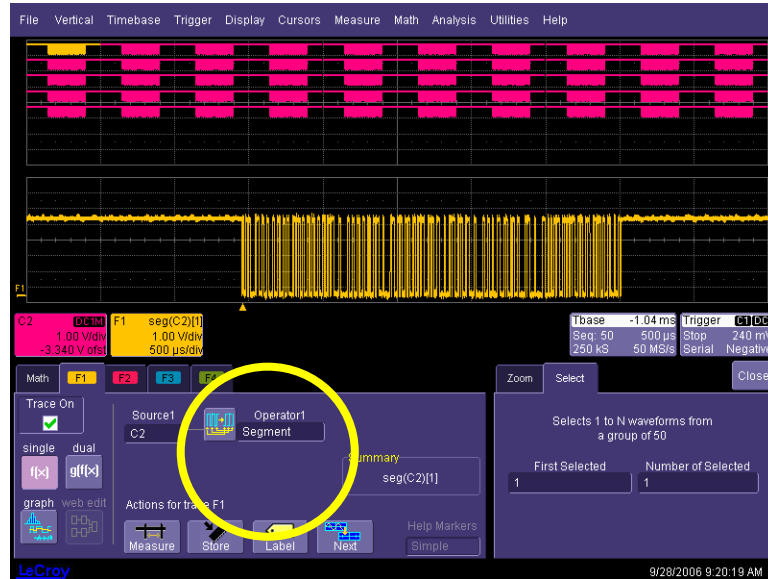 File Vertical Timebase Trigger Display Cursors Measure Math Analysis Utilities Help
F1
C2 DC1M
1.00 V/div
-3.340 V ofst
F1 seg(C2)[1]
1.00 V/div
500 µs/div
Tbase -1.04 ms
Seq: 50 500 µs
250 kS 50 MS/s
Trigger C1 DC
Stop 240 mV
Serial Negative
Math F1 F2 F3 F4
Zoom Select Close
Trace On
Source1
C2
Operator1
Segment
single dual
f(x) g(f(x))
Summary
seg(C2)[1]
graph web edit
Actions for trace F1
Measure Store Label Next
Help Markers
Simple
Selects 1 to N waveforms from
a group of 50
First Selected Number of Selected
1 1
LeCroy
9/28/2006 9:20:19 AM